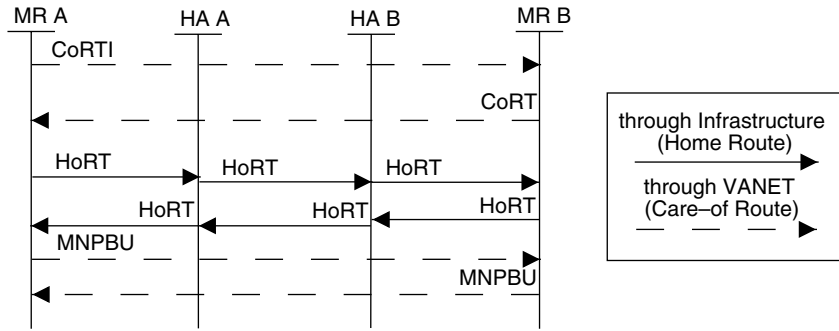 MR A HA A HA B MR B
CoRTI
CoRT
HoRT
HoRT HoRT
HoRT HoRT HoRT
MNPBU
MNPBU
through Infrastructure
(Home Route)
through VANET
(Care–of Route)